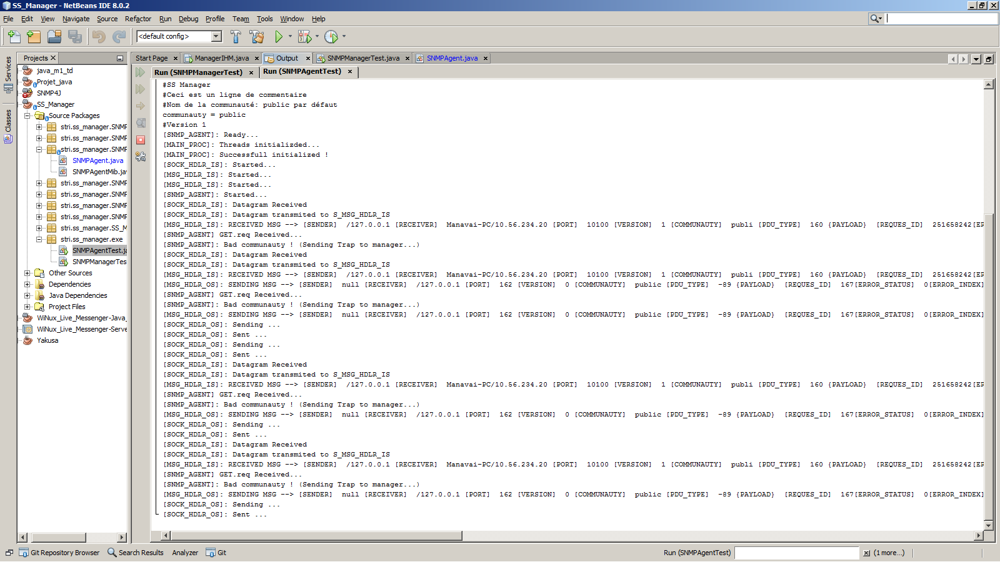 SS_Manager - NetBeans IDE 8.0.2
File Edit View Navigate Source Refactor Run Debug Profile Team Tools Window Help
<default config>
Services
Classes
Projects
java_m1_td
Projet_java
SNMP4J
SS_Manager
Source Packages
stri.ss_manager.SNMP
stri.ss_manager.SNMP
stri.ss_manager.SNMP
SNMPAgent.java
SNMPAgentMib.jav
stri.ss_manager.SNMP
stri.ss_manager.SNMP
stri.ss_manager.SNMP
stri.ss_manager.SNMP
stri.ss_manager.SS_M
stri.ss_manager.exe
SNMPAgentTest.ja
SNMPManagerTes
Other Sources
Dependencies
Java Dependencies
Project Files
WiNux_Live_Messenger-Java_
WiNux_Live_Messenger-Serve
Yakusa
Start Page ManagerIHM.java Output SNMPManagerTest.java SNMPAgent.java
Run (SNMPManagerTest) Run (SNMPAgentTest)
#SS Manager
#Ceci est un ligne de commentaire
#Nom de la communauté: public par défaut
communauty = public
#Version 1
[SNMP_AGENT]: Ready...
[MAIN_PROC]: Threads initializded...
[MAIN_PROC]: Successfull initialized !
[SOCK_HDLR_IS]: Started...
[MSG_HDLR_IS]: Started...
[MSG_HDLR_IS]: Started...
[SNMP_AGENT]: Started...
[SOCK_HDLR_IS]: Datagram Received
[SOCK_HDLR_IS]: Datagram transmited to S_MSG_HDLR_IS
[MSG_HDLR_IS]: RECEIVED MSG --> [SENDER] /127.0.0.1 [RECEIVER] Manavai-PC/10.56.234.20 [PORT] 10100 [VERSION] 1 [COMMUNAUTY] publi [PDU_TYPE] 160 {PAYLOAD} [REQUES_ID] 251658242[ER
[SNMP_AGENT] GET.req Received...
[SNMP_AGENT]: Bad communauty ! (Sending Trap to manager...)
[SOCK_HDLR_IS]: Datagram Received
[SOCK_HDLR_IS]: Datagram transmited to S_MSG_HDLR_IS
[MSG_HDLR_IS]: RECEIVED MSG --> [SENDER] /127.0.0.1 [RECEIVER] Manavai-PC/10.56.234.20 [PORT] 10100 [VERSION] 1 [COMMUNAUTY] publi [PDU_TYPE] 160 {PAYLOAD} [REQUES_ID] 251658242[ER
[MSG_HDLR_OS]: SENDING MSG --> [SENDER] null [RECEIVER] /127.0.0.1 [PORT] 162 [VERSION] 0 [COMMUNAUTY] public [PDU_TYPE] -89 {PAYLOAD} [REQUES_ID] 167[ERROR_STATUS] 0[ERROR_INDEX]
[SNMP_AGENT] GET.req Received...
[SNMP_AGENT]: Bad communauty ! (Sending Trap to manager...)
[MSG_HDLR_OS]: SENDING MSG --> [SENDER] null [RECEIVER] /127.0.0.1 [PORT] 162 [VERSION] 0 [COMMUNAUTY] public [PDU_TYPE] -89 {PAYLOAD} [REQUES_ID] 167[ERROR_STATUS] 0[ERROR_INDEX]
[SOCK_HDLR_OS]: Sending ...
[SOCK_HDLR_OS]: Sent ...
[SOCK_HDLR_OS]: Sending ...
[SOCK_HDLR_OS]: Sent ...
[SOCK_HDLR_IS]: Datagram Received
[SOCK_HDLR_IS]: Datagram transmited to S_MSG_HDLR_IS
[MSG_HDLR_IS]: RECEIVED MSG --> [SENDER] /127.0.0.1 [RECEIVER] Manavai-PC/10.56.234.20 [PORT] 10100 [VERSION] 1 [COMMUNAUTY] publi [PDU_TYPE] 160 {PAYLOAD} [REQUES_ID] 251658242[ER
[SNMP_AGENT] GET.req Received...
[SNMP_AGENT]: Bad communauty ! (Sending Trap to manager...)
[MSG_HDLR_OS]: SENDING MSG --> [SENDER] null [RECEIVER] /127.0.0.1 [PORT] 162 [VERSION] 0 [COMMUNAUTY] public [PDU_TYPE] -89 {PAYLOAD} [REQUES_ID] 167[ERROR_STATUS] 0[ERROR_INDEX]
[SOCK_HDLR_OS]: Sending ...
[SOCK_HDLR_OS]: Sent ...
[SOCK_HDLR_IS]: Datagram Received
[SOCK_HDLR_IS]: Datagram transmited to S_MSG_HDLR_IS
[MSG_HDLR_IS]: RECEIVED MSG --> [SENDER] /127.0.0.1 [RECEIVER] Manavai-PC/10.56.234.20 [PORT] 10100 [VERSION] 1 [COMMUNAUTY] publi [PDU_TYPE] 160 {PAYLOAD} [REQUES_ID] 251658242[ER
[SNMP_AGENT] GET.req Received...
[SNMP_AGENT]: Bad communauty ! (Sending Trap to manager...)
[MSG_HDLR_OS]: SENDING MSG --> [SENDER] null [RECEIVER] /127.0.0.1 [PORT] 162 [VERSION] 0 [COMMUNAUTY] public [PDU_TYPE] -89 {PAYLOAD} [REQUES_ID] 167[ERROR_STATUS] 0[ERROR_INDEX]
[SOCK_HDLR_OS]: Sending ...
[SOCK_HDLR_OS]: Sent ...
Git Repository Browser Search Results Analyzer Git Run (SNMPAgentTest) (1 more...)